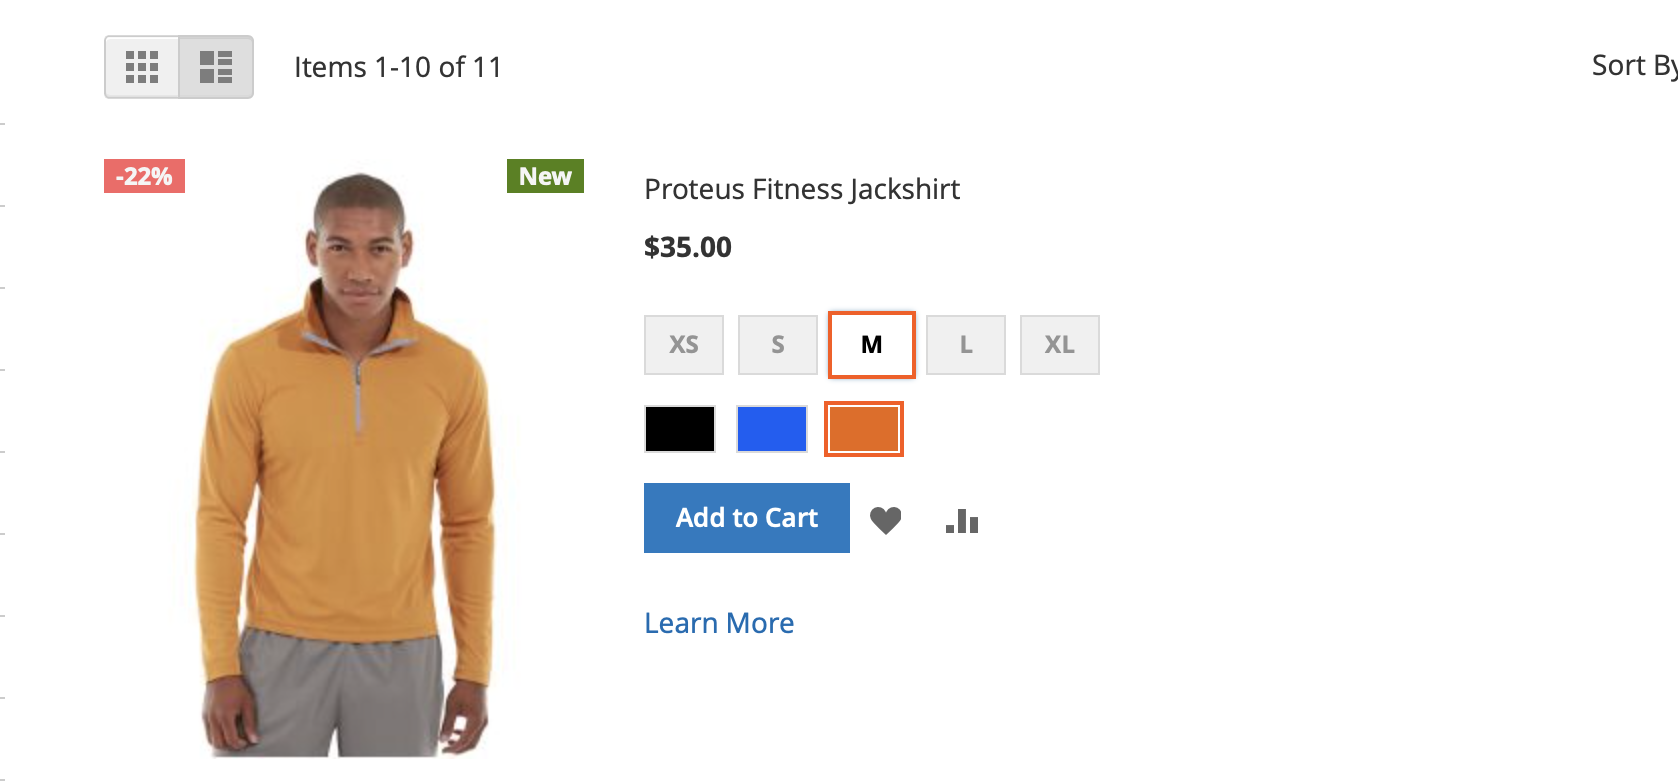 Items 1-10 of 11
Sort By
-22%
New
Proteus Fitness Jackshirt
$35.00
XS S M L XL
Add to Cart
Learn More